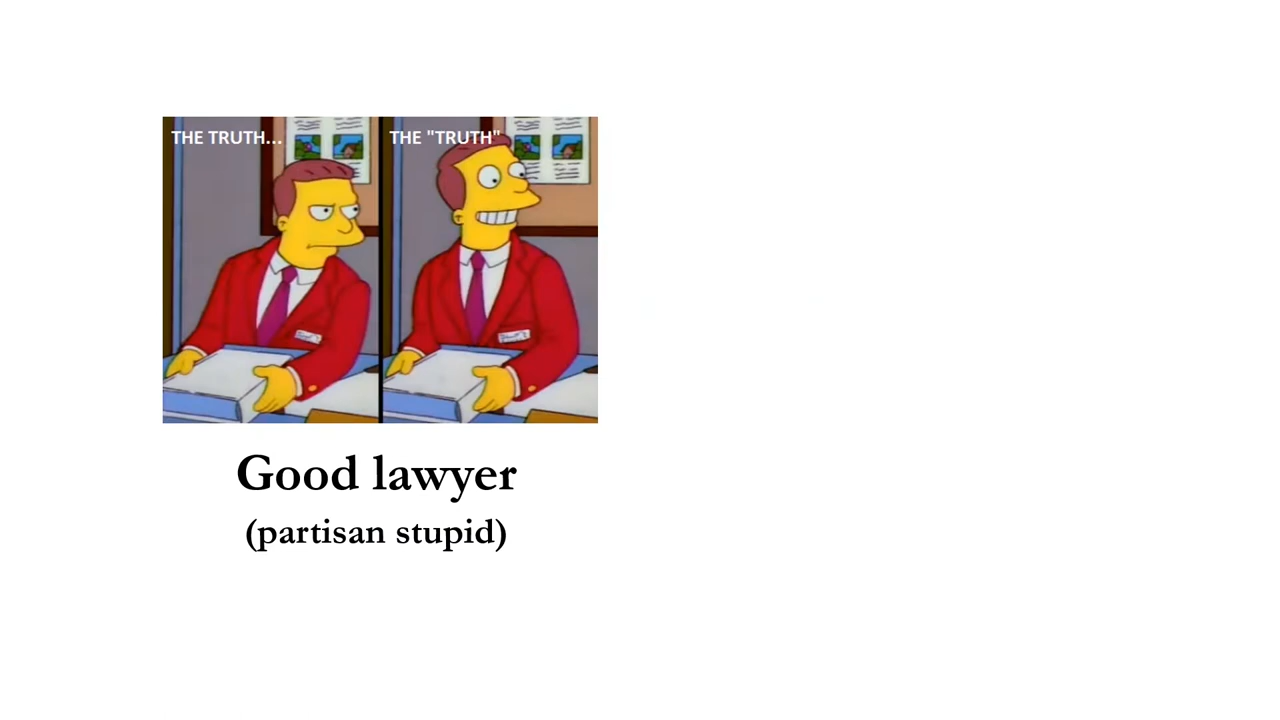 THE TRUTH...
THE "TRUTH"
Good lawyer
(partisan stupid)